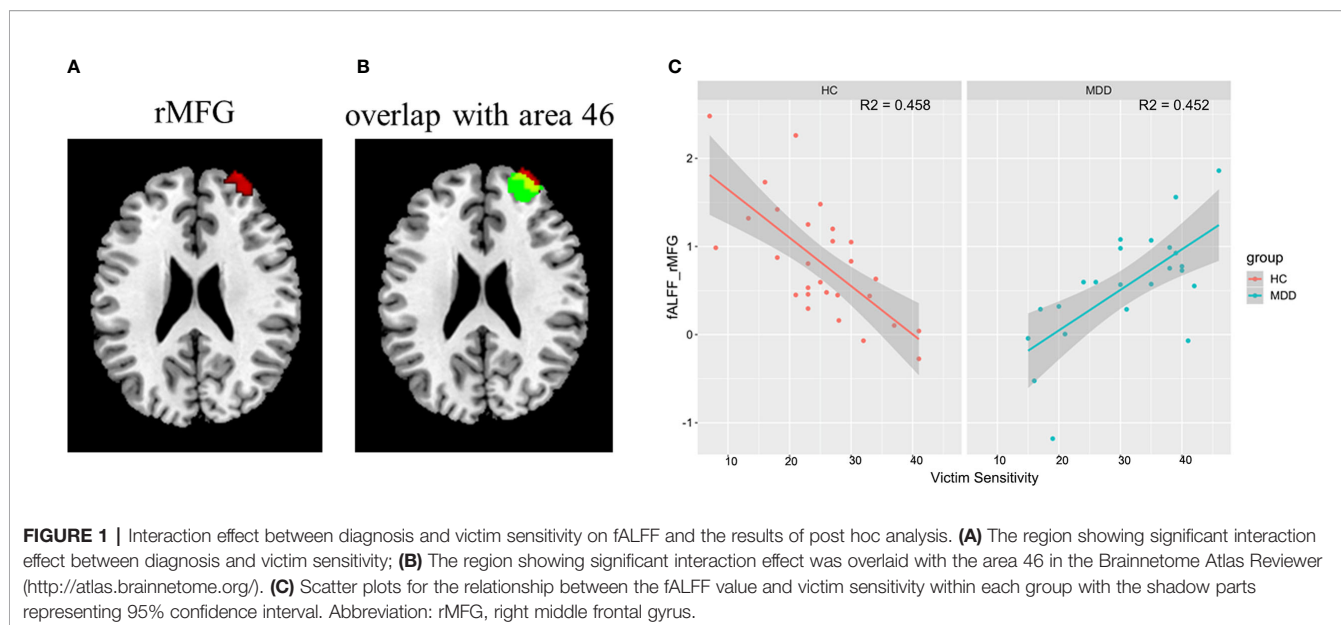 A
rMFG
B
overlap with area 46
C
HC
MDD
R2 = 0.458
R2 = 0.452
fALFF_rMFG
2
1
0
-1
10
20
30
40
10
20
30
40
Victim Sensitivity
group
HC
MDD
FIGURE 1 | Interaction effect between diagnosis and victim sensitivity on fALFF and the results of post hoc analysis. (A) The region showing significant interaction
effect between diagnosis and victim sensitivity; (B) The region showing significant interaction effect was overlaid with the area 46 in the Brainnetome Atlas Reviewer
(http://atlas.brainnetome.org/). (C) Scatter plots for the relationship between the fALFF value and victim sensitivity within each group with the shadow parts
representing 95% confidence interval. Abbreviation: rMFG, right middle frontal gyrus.